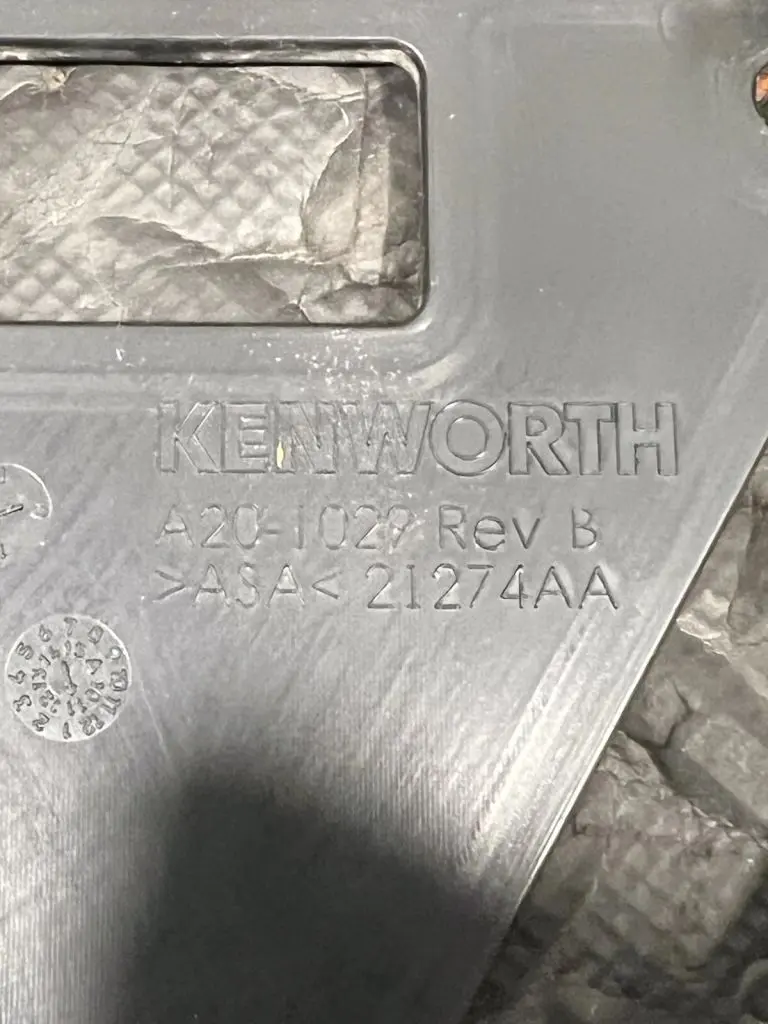 KENWORTH
A20-1029 Rev B
>ASA< 21274AA